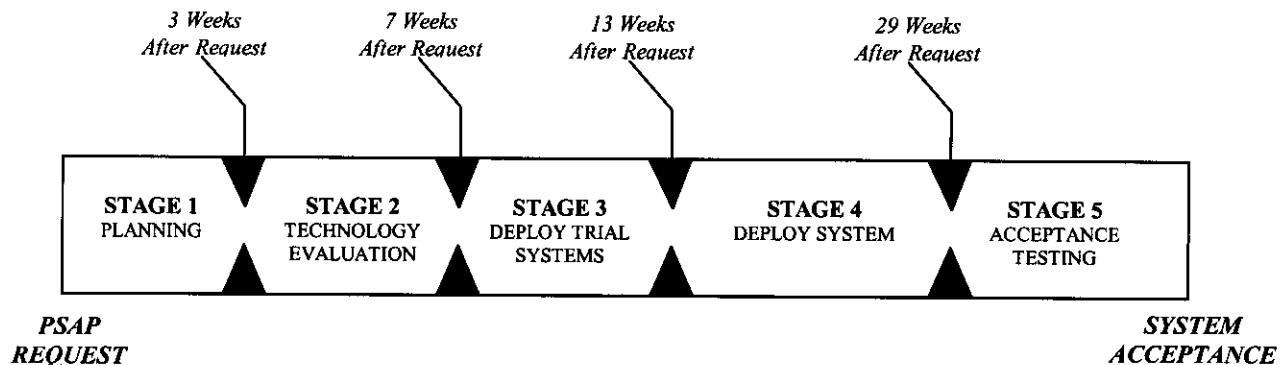 3 Weeks
After Request
7 Weeks
After Request
13 Weeks
After Request
29 Weeks
After Request
STAGE 1
PLANNING
STAGE 2
TECHNOLOGY
EVALUATION
STAGE 3
DEPLOY TRIAL
SYSTEMS
STAGE 4
DEPLOY SYSTEM
STAGE 5
ACCEPTANCE
TESTING
PSAP
REQUEST
SYSTEM
ACCEPTANCE